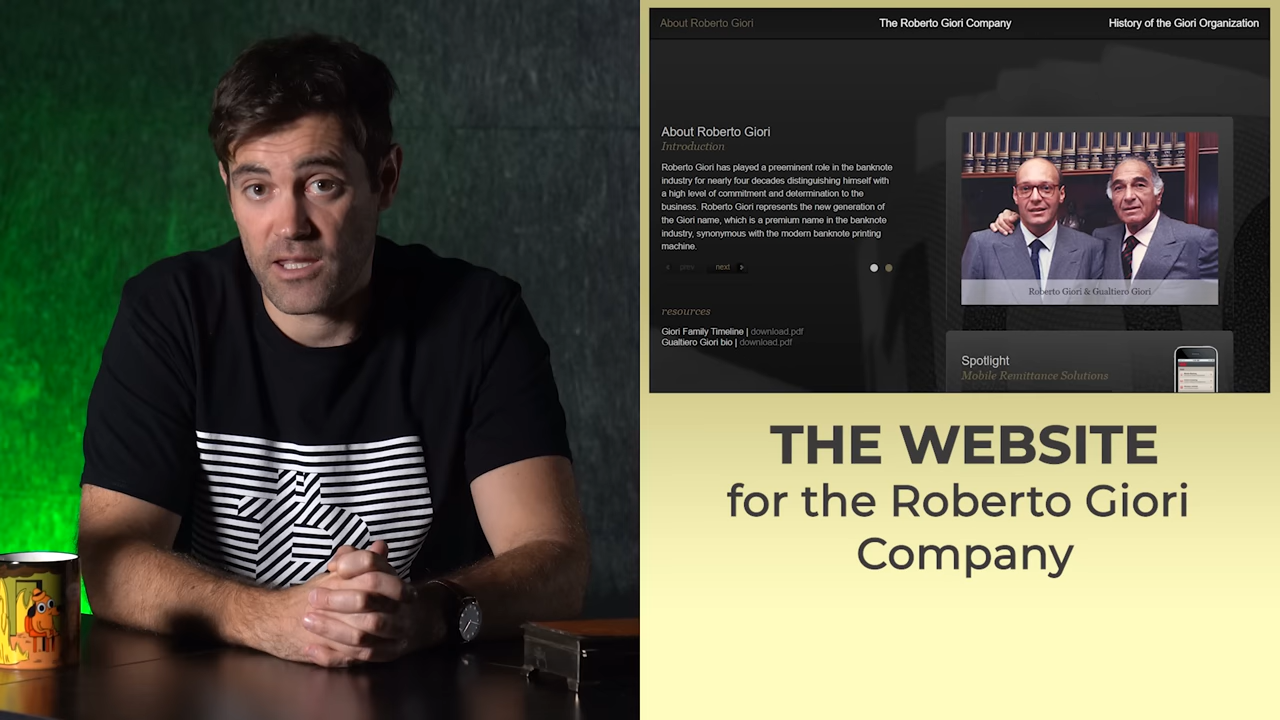 About Roberto Giori
The Roberto Giori Company
History of the Giori Organization
About Roberto Giori
Introduction
Roberto Giori has played a preeminent role in the banknote
industry for nearly four decades distinguishing himself with
a high level of commitment and determination to the
business. Roberto Giori represents the new generation of
the Giori name, which is a premium name in the banknote
industry, synonymous with the modern banknote printing
machine.
prev
next
resources
Giori Family Timeline | download.pdf
Gualtiero Giori bio | download.pdf
Roberto Giori & Gualtiero Giori
Spotlight
Mobile Remittance Solutions
THE WEBSITE
for the Roberto Giori
Company